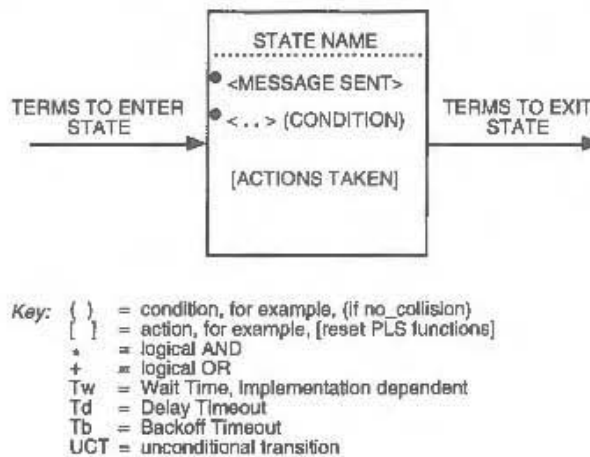 STATE NAME
<MESSAGE SENT>
<..> (CONDITION)
[ACTIONS TAKEN]
TERMS TO ENTER
STATE
TERMS TO EXIT
STATE
Key: ( ) = condition, for example, (if no_collision)
[ ] = action, for example, [reset PLS functions]
* = logical AND
+ = logical OR
Tw = Wait Time, implementation dependent
Td = Delay Timeout
Tb = Backoff Timeout
UCT = unconditional transition